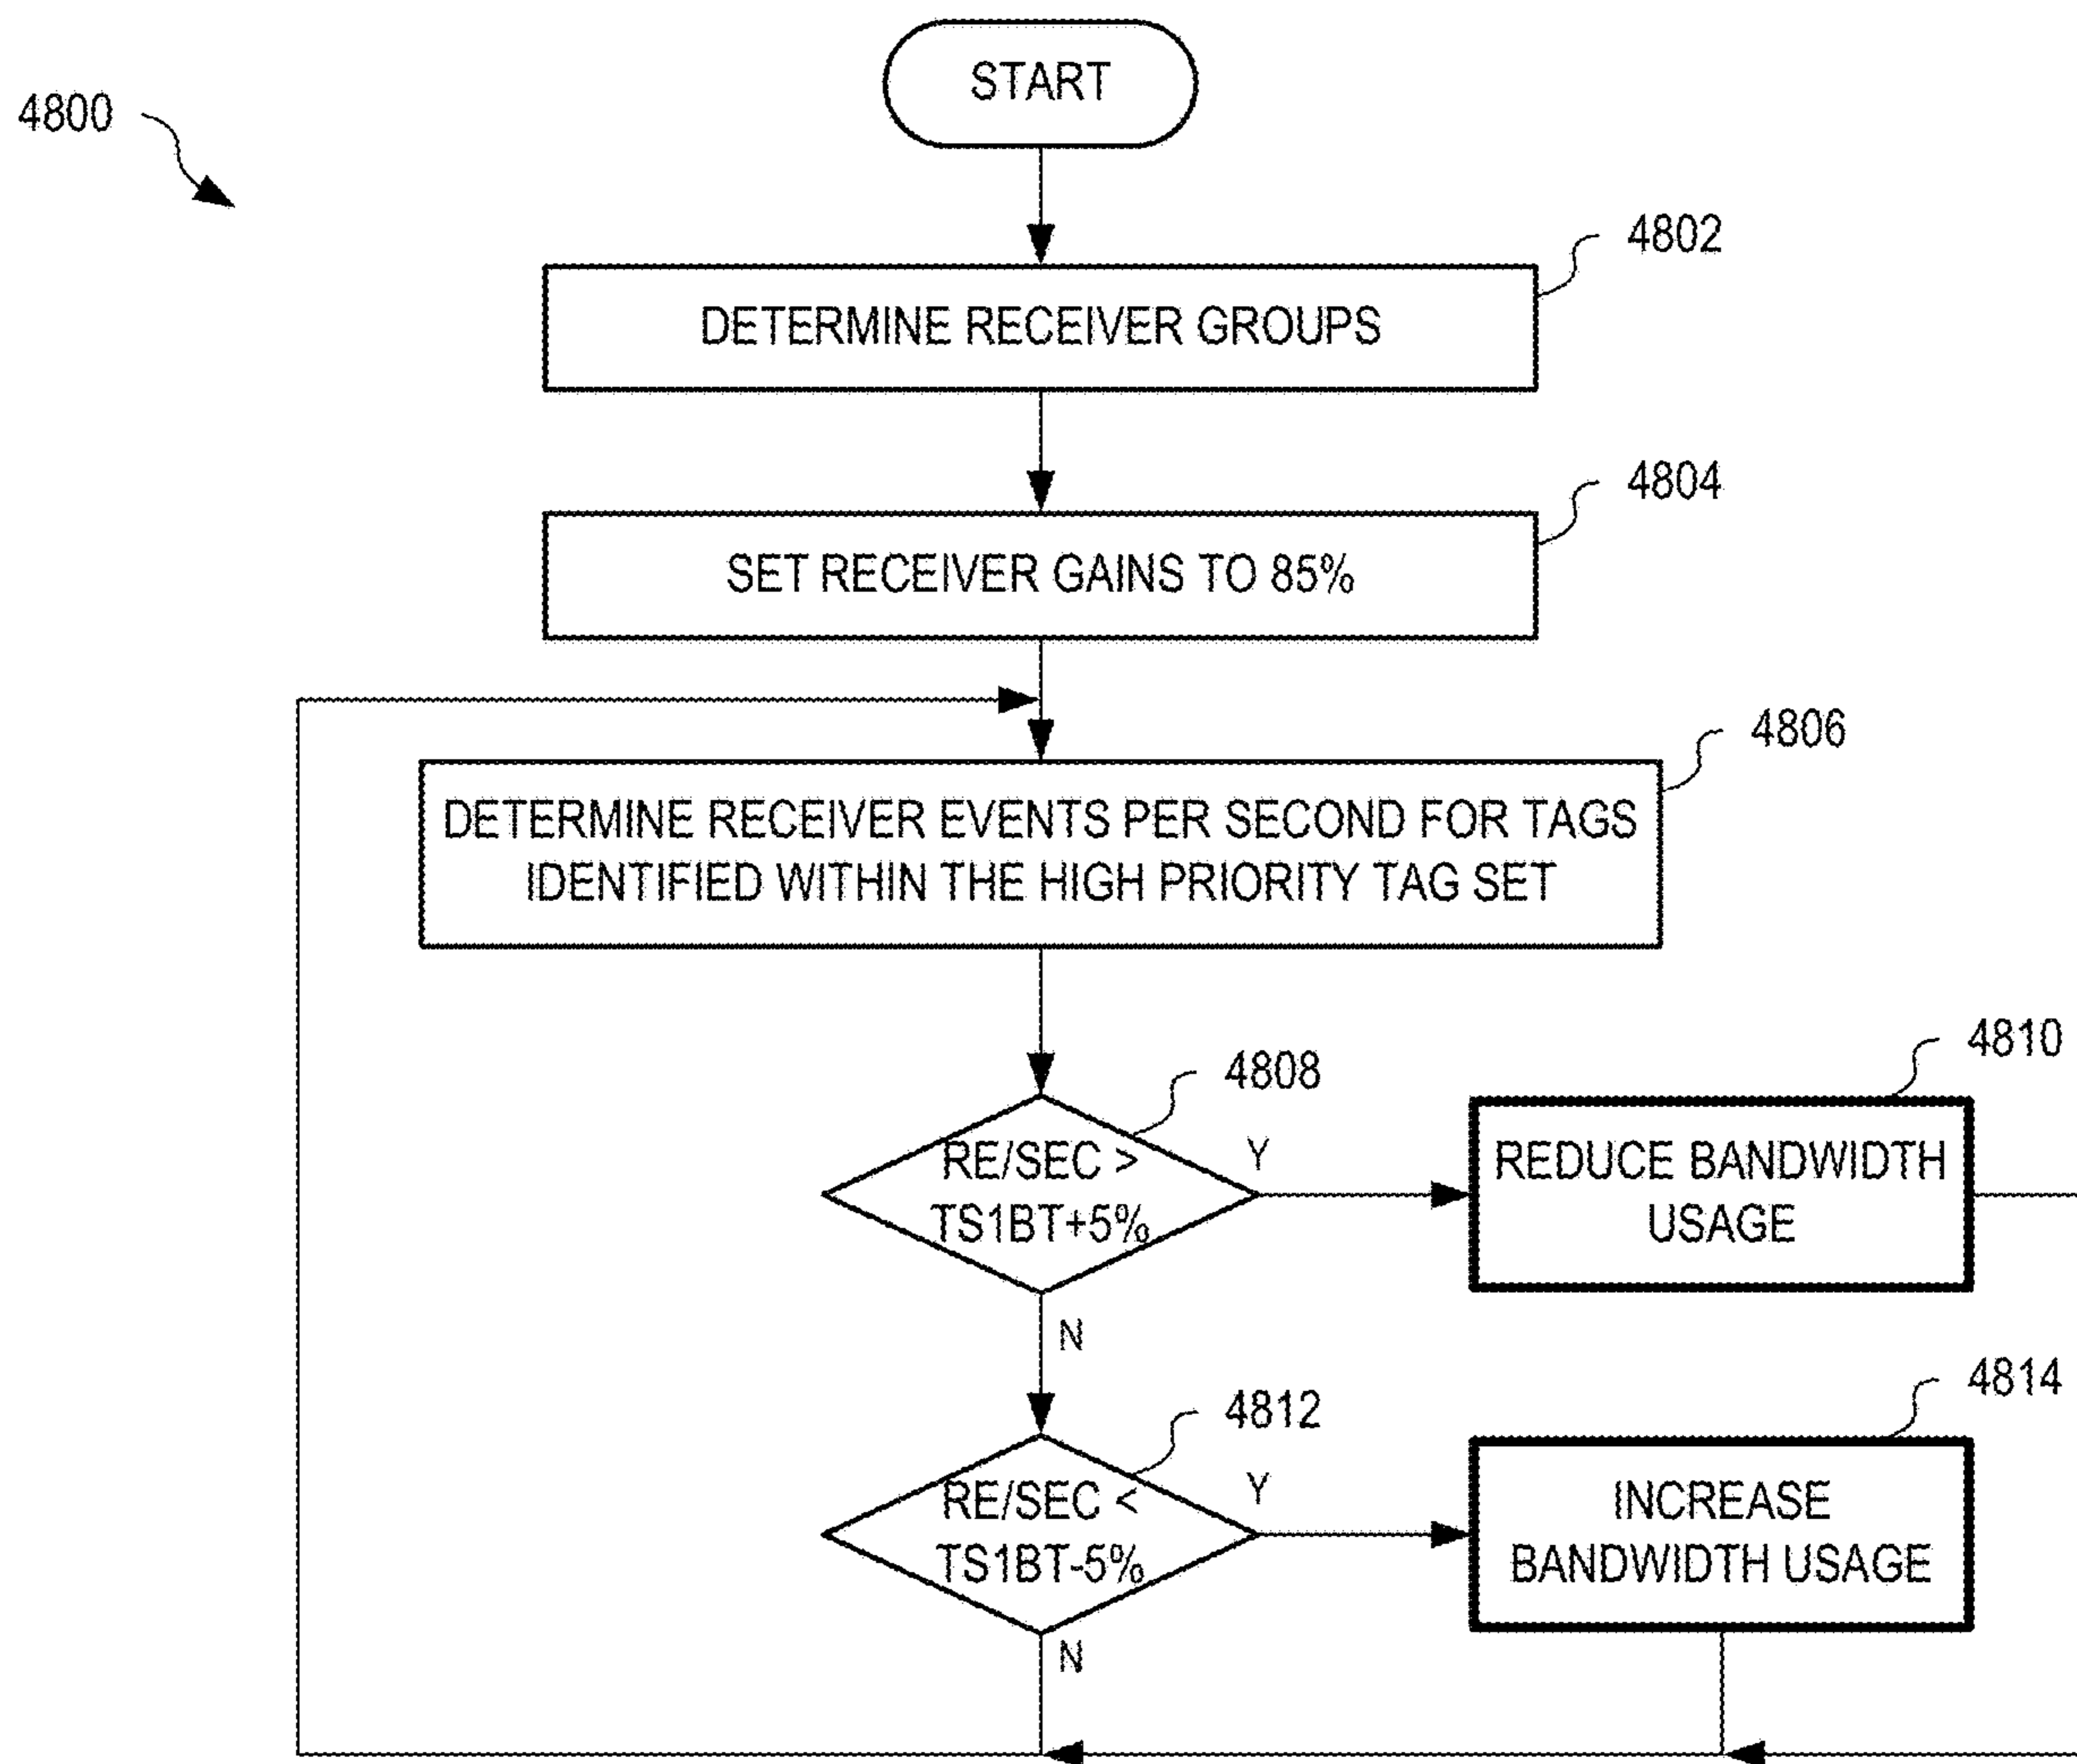 START
4800
4802
DETERMINE RECEIVER GROUPS
4804
SET RECEIVER GAINS TO 85%
4806
DETERMINE RECEIVER EVENTS PER SECOND FOR TAGS
IDENTIFIED WITHIN THE HIGH PRIORITY TAG SET
4808
RE/SEC >
TS1BT+5%
Y
N
4810
REDUCE BANDWIDTH
USAGE
4812
RE/SEC <
TS1BT-5%
Y
N
4814
INCREASE
BANDWIDTH USAGE